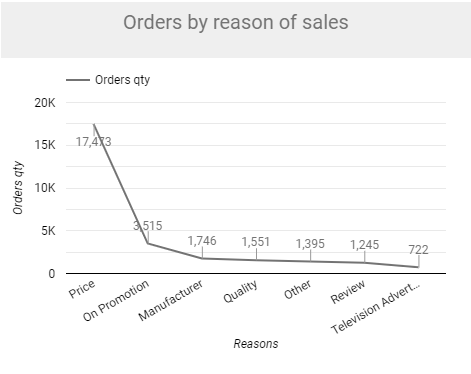 Orders by reason of sales
Orders qty
20K
15K
10K
5K
0
Orders qty
17,473
3,515
1,746
1,551
1,395
1,245
722
Price
On Promotion
Manufacturer
Quality
Other
Review
Television Advert...
Reasons